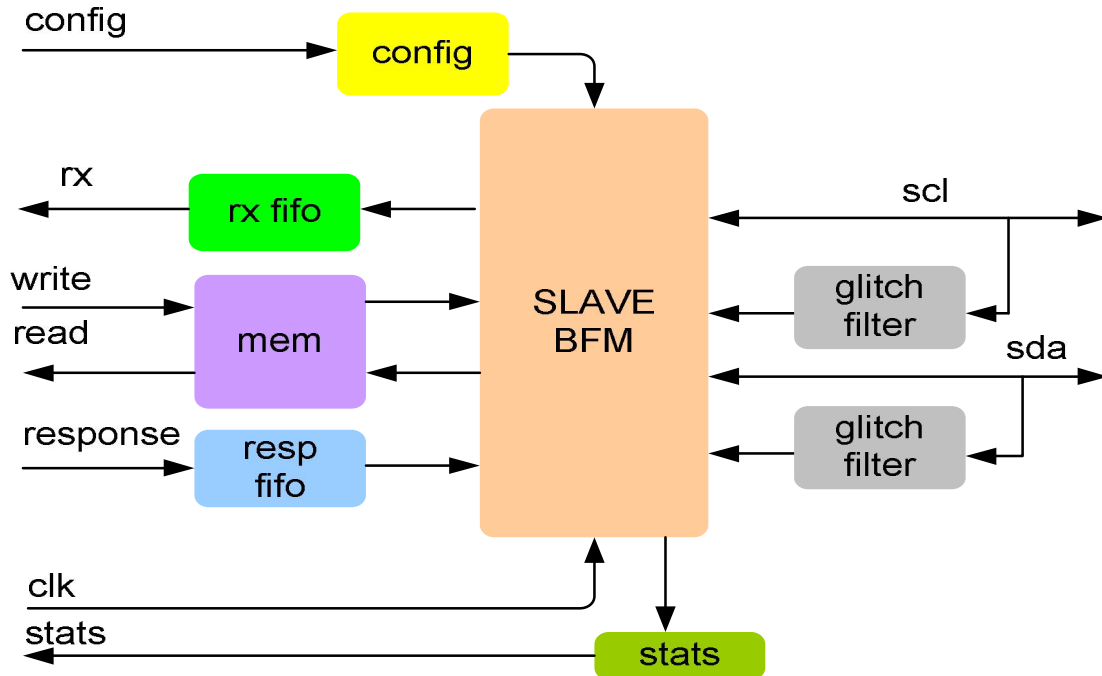 config
config
rx
rx fifo
scl
write
read
mem
SLAVE
BFM
glitch
filter
sda
response
resp
fifo
glitch
filter
clk
stats
stats